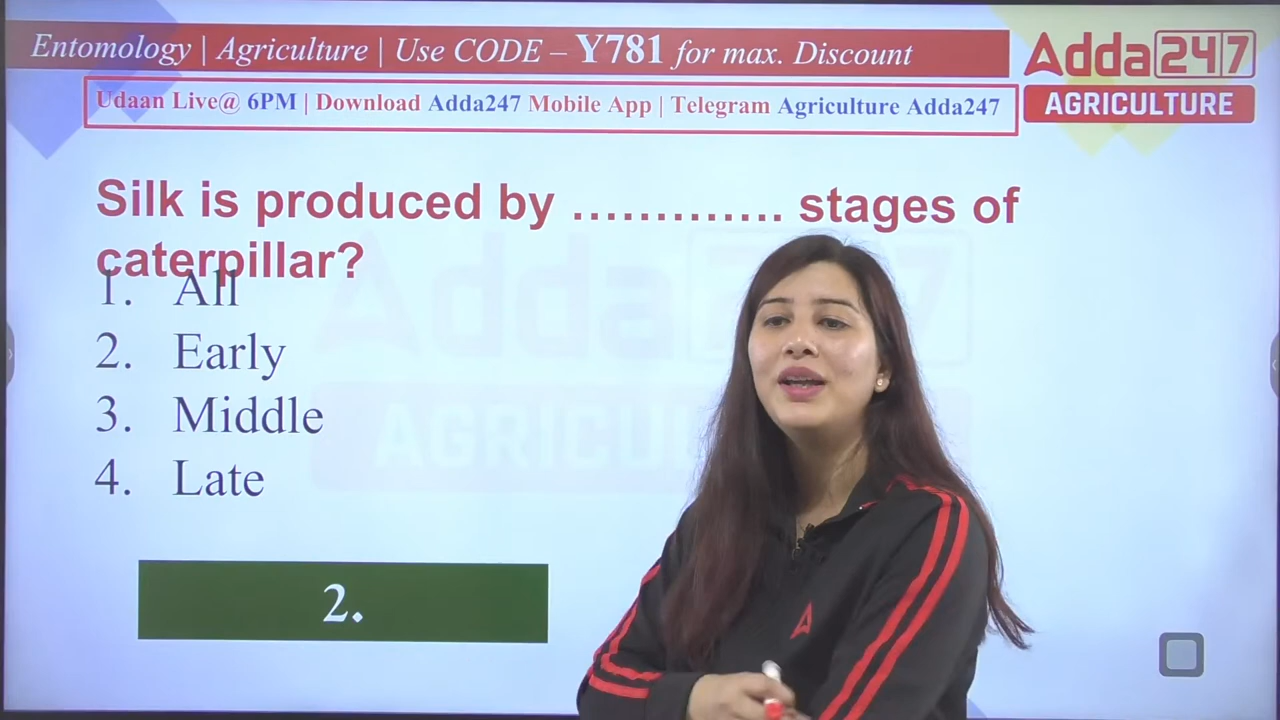 Entomology | Agriculture | Use CODE – Y781 for max. Discount
Adda247
Udaan Live@ 6PM | Download Adda247 Mobile App | Telegram Agriculture Adda247
AGRICULTURE
Silk is produced by ............. stages of
caterpillar?
1. All
2. Early
3. Middle
4. Late
2.